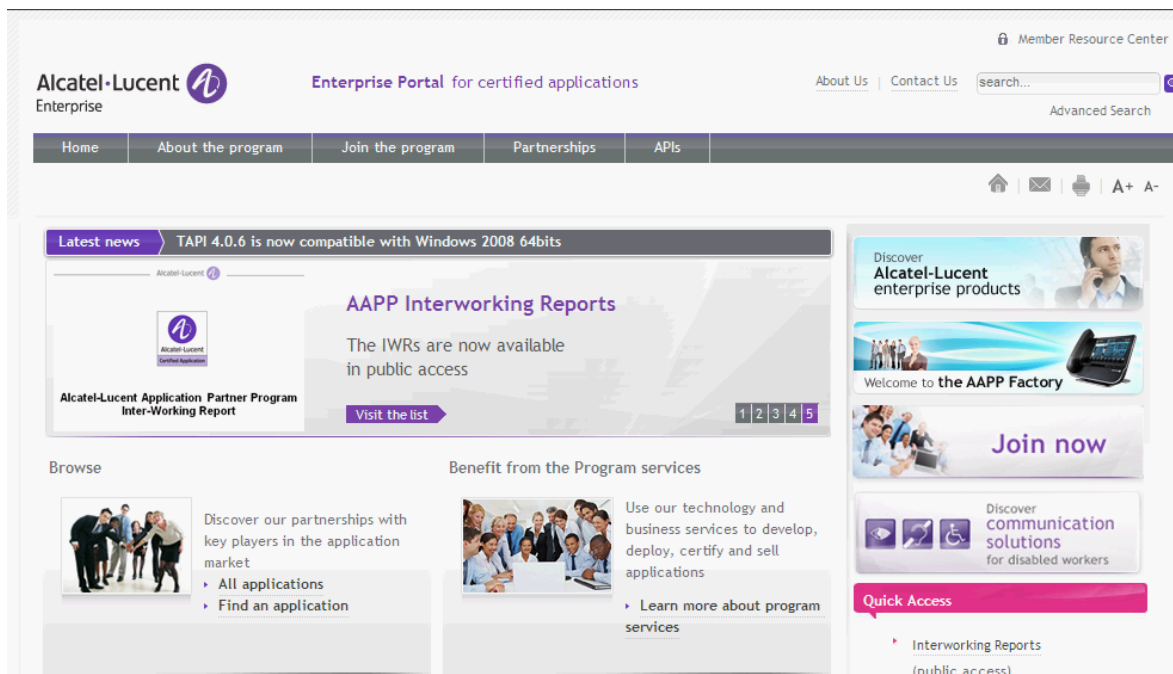 Member Resource Center
Alcatel·Lucent
Enterprise
Enterprise Portal for certified applications
About Us | Contact Us
search...
Advanced Search
Home
About the program
Join the program
Partnerships
APIs
A+ A-
Latest news
TAPI 4.0.6 is now compatible with Windows 2008 64bits
Alcatel·Lucent
Alcatel·Lucent
Certified Application
Alcatel-Lucent Application Partner Program
Inter-Working Report
AAPP Interworking Reports
The IWRs are now available
in public access
Visit the list
1 2 3 4 5
Discover
Alcatel-Lucent
enterprise products
Welcome to the AAPP Factory
Join now
Discover
communication
solutions
for disabled workers
Browse
Discover our partnerships with
key players in the application
market
All applications
Find an application
Benefit from the Program services
Use our technology and
business services to develop,
deploy, certify and sell
applications
Learn more about program
services
Quick Access
Interworking Reports
(public access)